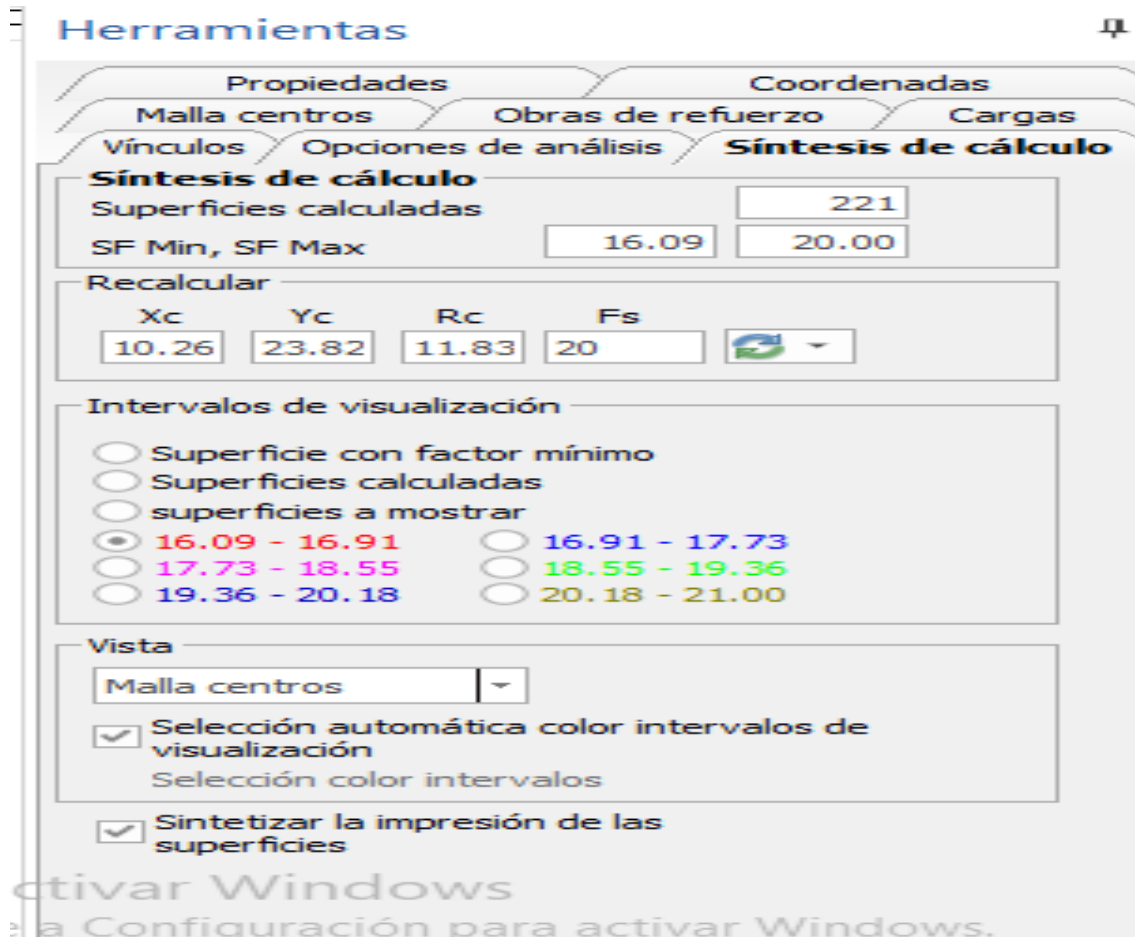 Herramientas
Propiedades Coordenadas
Malla centros Obras de refuerzo Cargas
Vínculos Opciones de análisis Síntesis de cálculo
Síntesis de cálculo
Superficies calculadas 221
SF Min, SF Max 16.09 20.00
Recalcular
Xc Yc Rc Fs
10.26 23.82 11.83 20
Intervalos de visualización
Superficie con factor mínimo
Superficies calculadas
superficies a mostrar
16.09 - 16.91 16.91 - 17.73
17.73 - 18.55 18.55 - 19.36
19.36 - 20.18 20.18 - 21.00
Vista
Malla centros
Selección automática color intervalos de
visualización
Selección color intervalos
Sintetizar la impresión de las
superficies
ctivar Windows
e a Configuración para activar Windows.